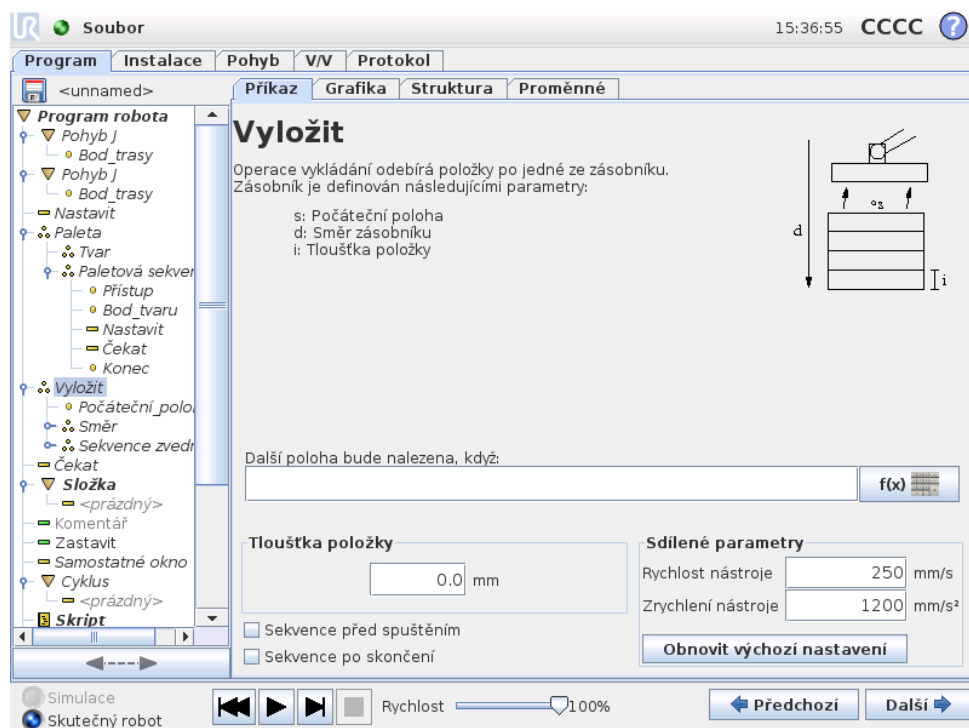 UR
Soubor
15:36:55 CCCC ?
Program Instalace Pohyb V/V Protokol
<unnamed>
Příkaz Grafika Struktura Proměnné
Program robota
Pohyb J
Bod_trasy
Pohyb J
Bod_trasy
Nastavit
Paleta
Tvar
Paletová sekver
Přístup
Bod_tvaru
Nastavit
Čekat
Konec
Vyložit
Počáteční_polo
Směr
Sekvence zvedr
Čekat
Složka
<prázdný>
Komentář
Zastavit
Samostatné okno
Cyklus
<prázdný>
Skript
Vyložit
Operace vykládání odebírá položky po jedné ze zásobníku.
Zásobník je definován následujícími parametry:
s: Počáteční poloha
d: Směr zásobníku
i: Tloušťka položky
s
d
i
Další poloha bude nalezena, když:
f(x)
Tloušťka položky
0.0 mm
Sekvence před spuštěním
Sekvence po skončení
Sdílené parametry
Rychlost nástroje 250 mm/s
Zrychlení nástroje 1200 mm/s²
Obnovit výchozí nastavení
Simulace
Skutečný robot
Rychlost 100%
Předchozí Další